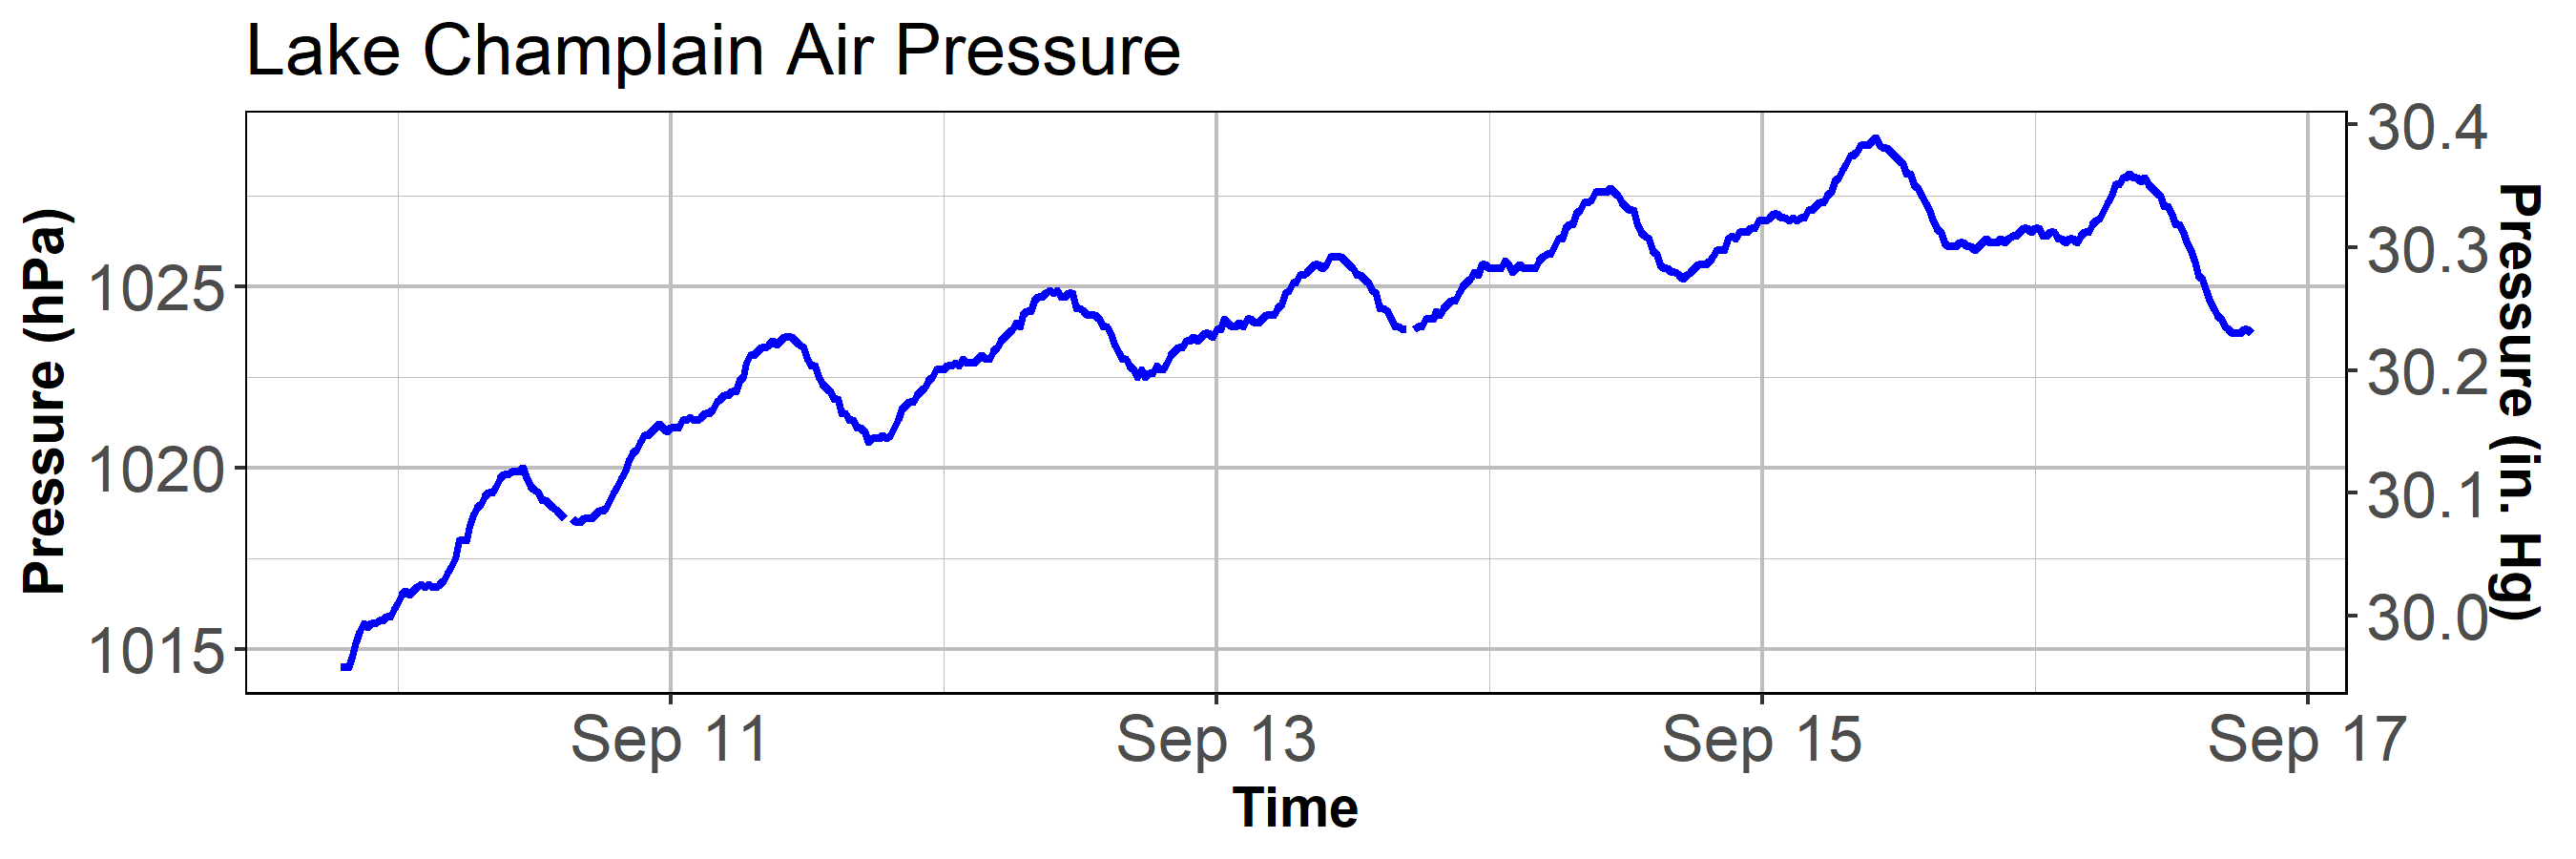 Lake Champlain Air Pressure
Pressure (hPa)
1025
1020
1015
30.4
30.3
30.2
30.1
30.0
Pressure (in. Hg)
Sep 11 Sep 13 Sep 15 Sep 17
Time